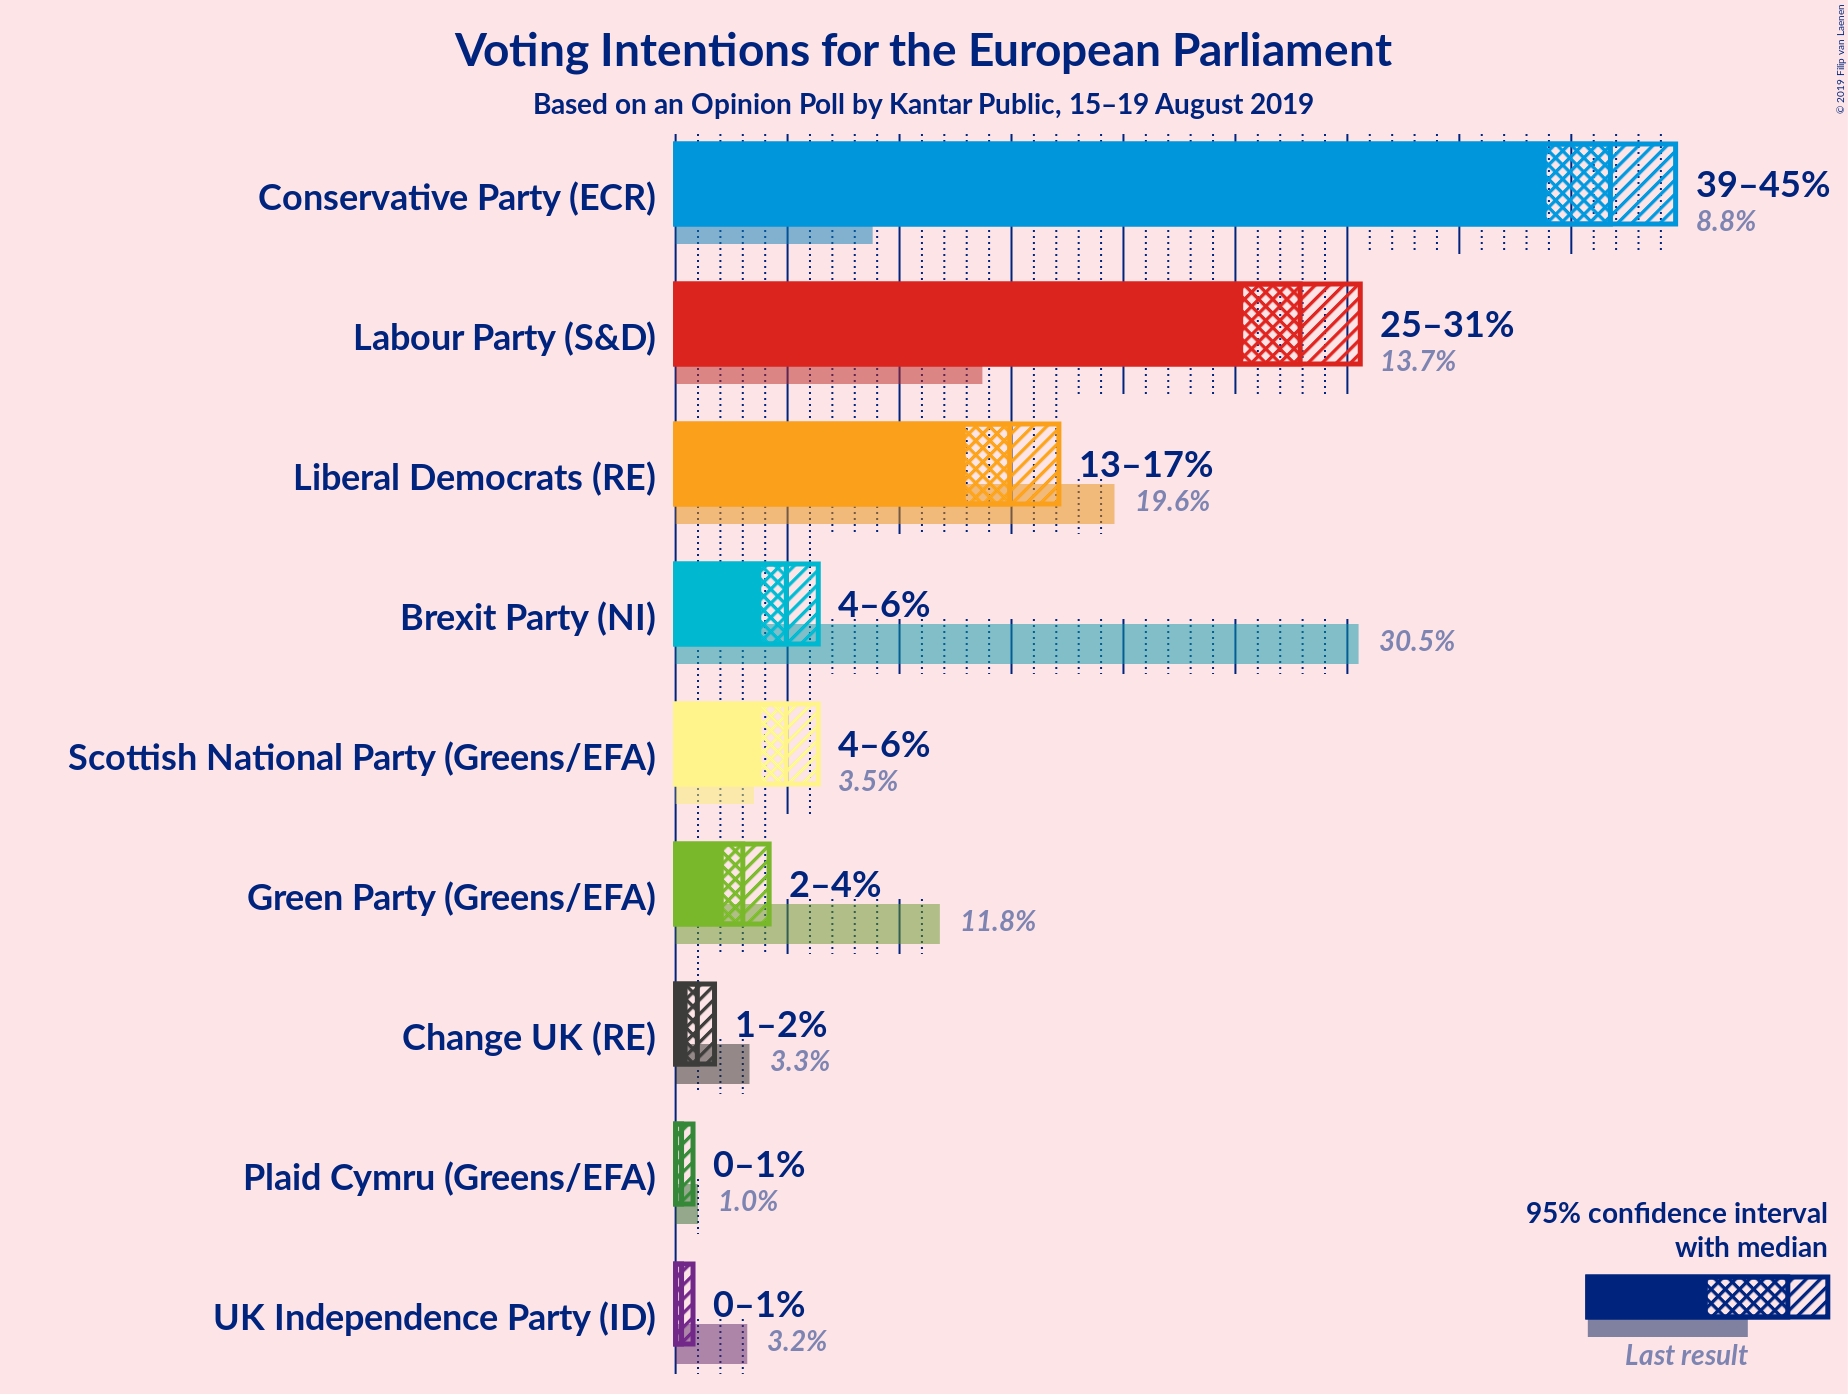 Voting Intentions for the European Parliament
Based on an Opinion Poll by Kantar Public, 15–19 August 2019
© 2019 Filip van Laenen
Conservative Party (ECR)
39–45%
8.8%
Labour Party (S&D)
25–31%
13.7%
Liberal Democrats (RE)
13–17%
19.6%
Brexit Party (NI)
4–6%
30.5%
Scottish National Party (Greens/EFA)
4–6%
3.5%
Green Party (Greens/EFA)
2–4%
11.8%
Change UK (RE)
1–2%
3.3%
Plaid Cymru (Greens/EFA)
0–1%
1.0%
UK Independence Party (ID)
0–1%
3.2%
95% confidence interval
with median
Last result